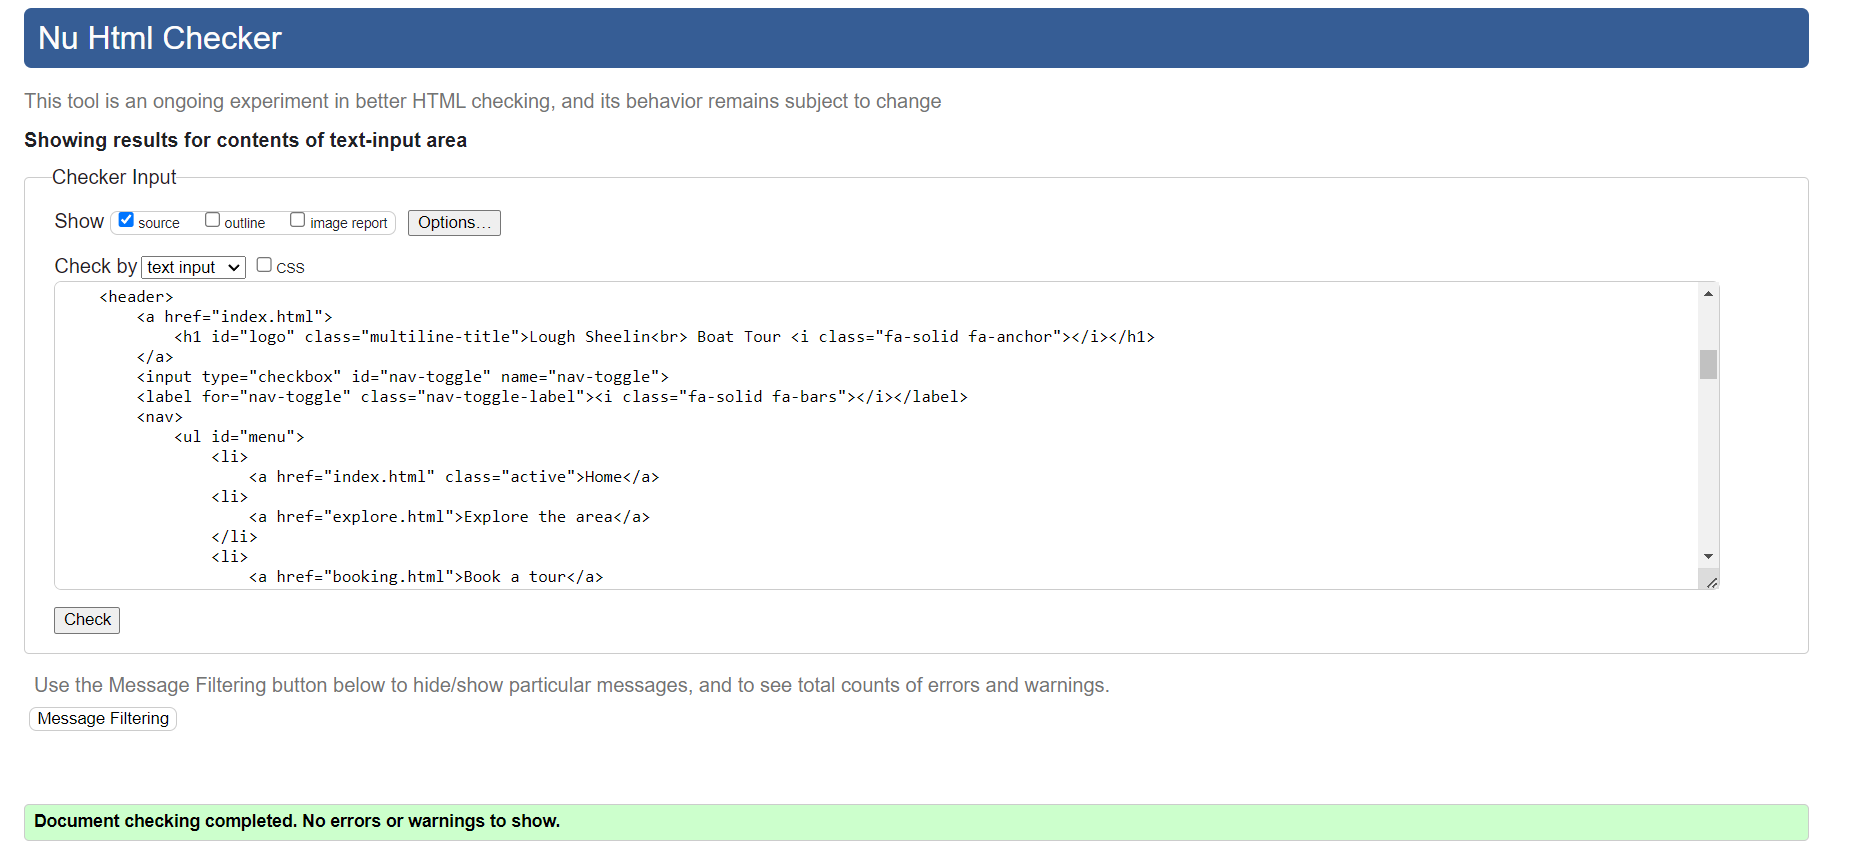 Nu Html Checker
This tool is an ongoing experiment in better HTML checking, and its behavior remains subject to change
Showing results for contents of text-input area
Checker Input
Show source outline image report Options...
Check by text input CSS
<header>
<a href="index.html">
<h1 id="logo" class="multiline-title">Lough Sheelin<br> Boat Tour <i class="fa-solid fa-anchor"></i></h1>
</a>
<input type="checkbox" id="nav-toggle" name="nav-toggle">
<label for="nav-toggle" class="nav-toggle-label"><i class="fa-solid fa-bars"></i></label>
<nav>
<ul id="menu">
<li>
<a href="index.html" class="active">Home</a>
<li>
<a href="explore.html">Explore the area</a>
</li>
<li>
<a href="booking.html">Book a tour</a>
Check
Use the Message Filtering button below to hide/show particular messages, and to see total counts of errors and warnings.
Message Filtering
Document checking completed. No errors or warnings to show.